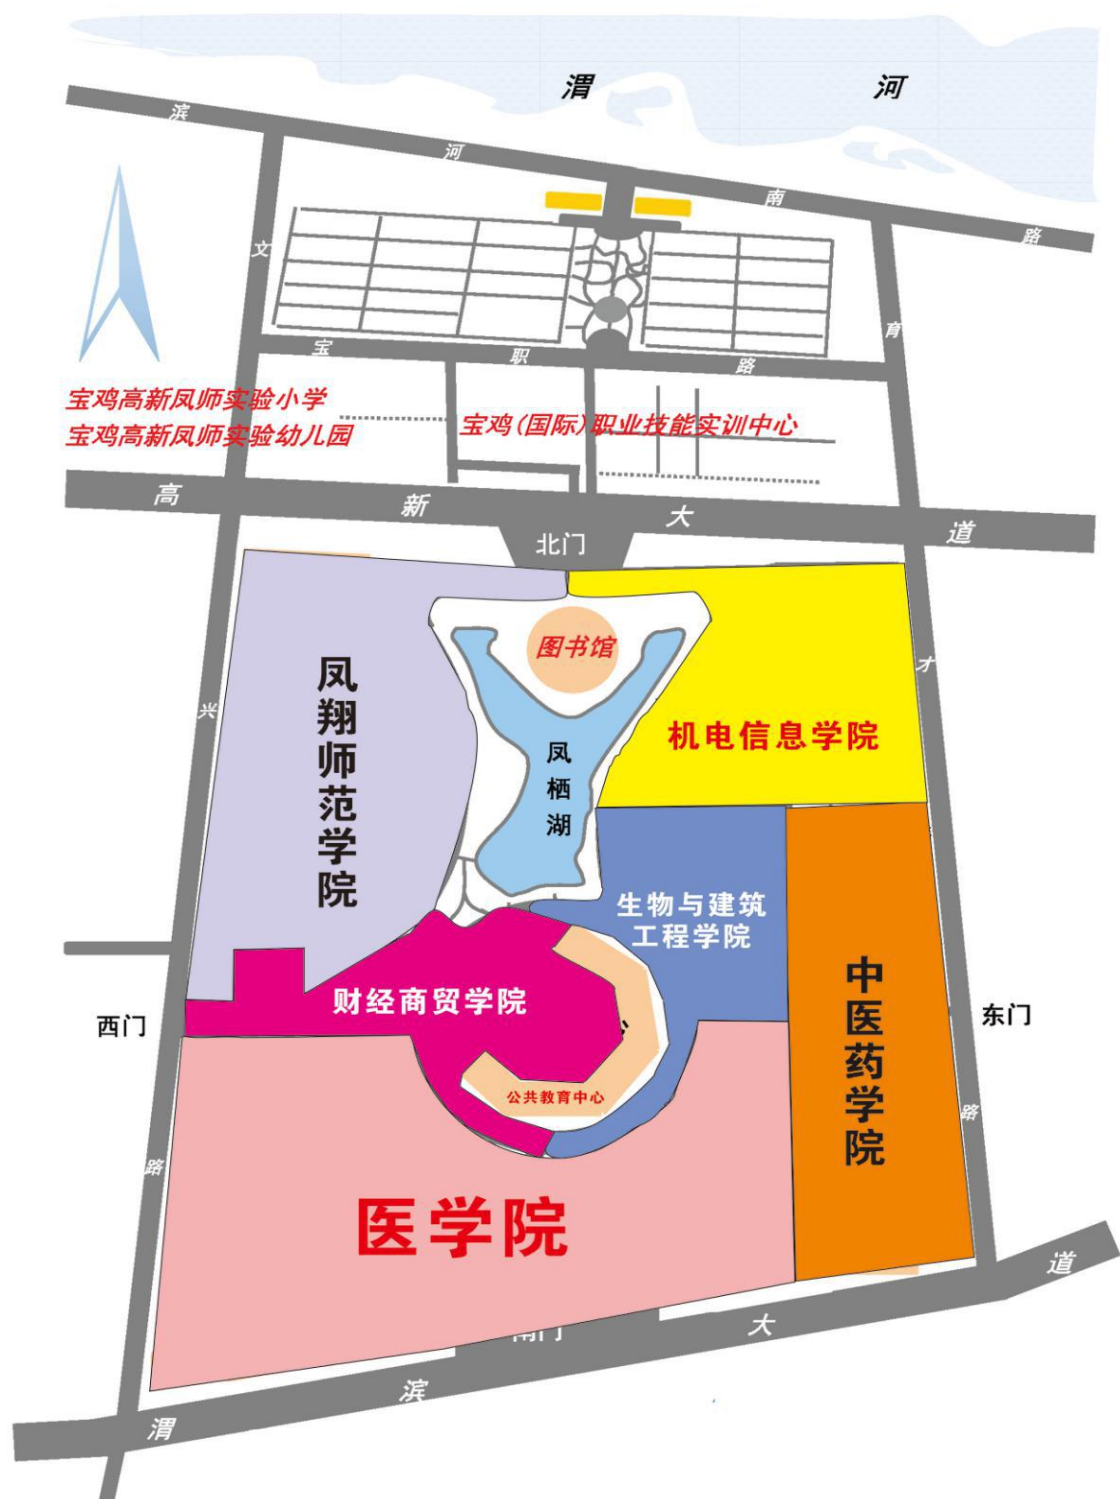 渭河
滨河南路
文兴路
宝职路
育才路
宝鸡高新凤师实验小学
宝鸡高新凤师实验幼儿园
宝鸡(国际)职业技能实训中心
高新大道
北门
图书馆
凤翔师范学院
机电信息学院
凤栖湖
生物与建筑
工程学院
中医药学院
财经商贸学院
西门
东门
公共教育中心
医学院
南门
渭滨大道